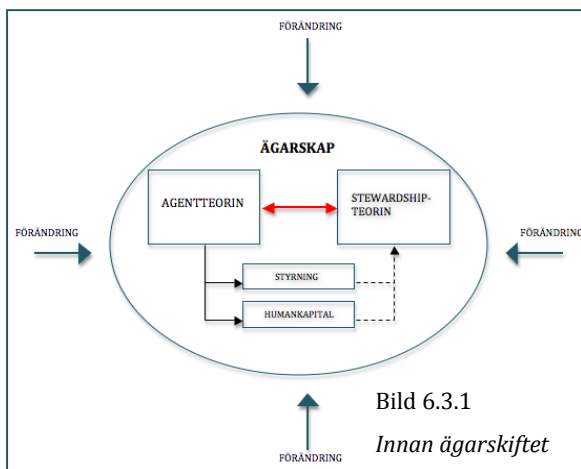 FÖRÄNDRING
ÄGARSKAP
AGENTTEORIN
STEWARDSHIP-
TEORIN
FÖRÄNDRING
FÖRÄNDRING
STYRNING
HUMANKAPITAL
Bild 6.3.1
Innan ägarskiftet
FÖRÄNDRING